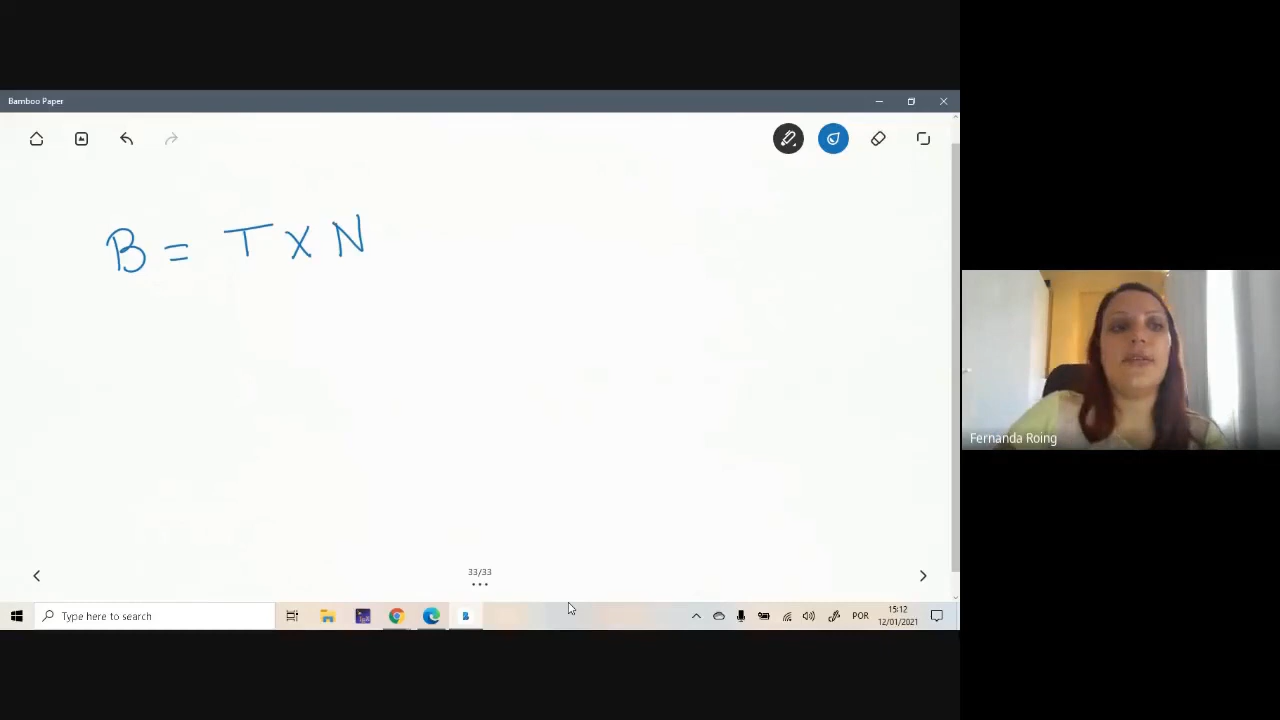 Bamboo Paper
B = T X N
Fernanda Roing
33/33
Type here to search
POR
15:12
12/01/2021